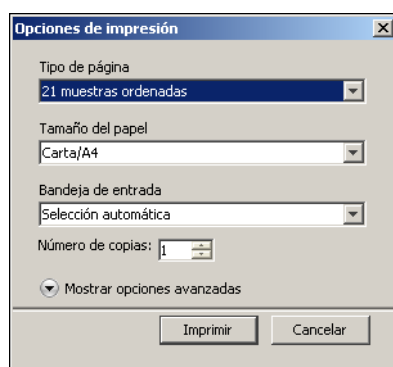 Opciones de impresión
Tipo de página
21 muestras ordenadas
Tamaño del papel
Carta/A4
Bandeja de entrada
Selección automática
Número de copias: 1
Mostrar opciones avanzadas
Imprimir Cancelar